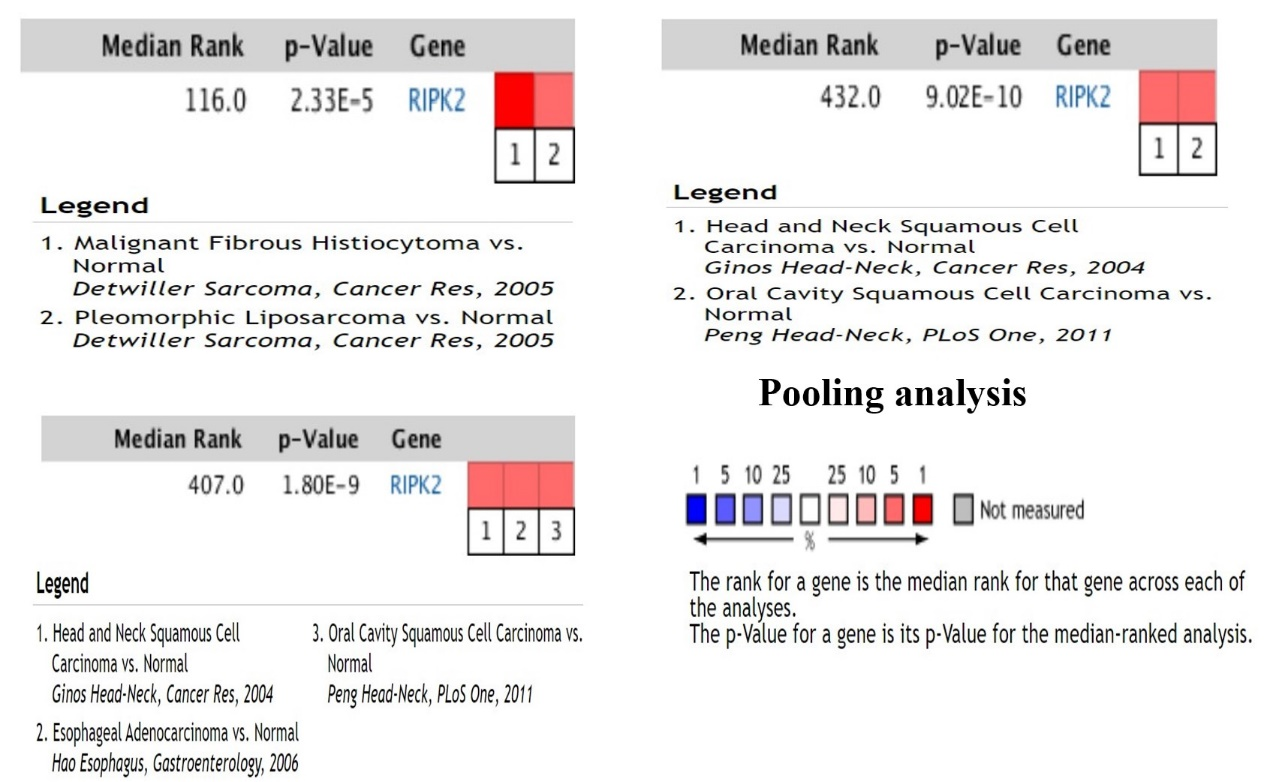 Median Rank p-Value Gene
116.0 2.33E-5 RIPK2
1 2
Legend
1. Malignant Fibrous Histiocytoma vs.
Normal
Detwiller Sarcoma, Cancer Res, 2005
2. Pleomorphic Liposarcoma vs. Normal
Detwiller Sarcoma, Cancer Res, 2005
Median Rank p-Value Gene
432.0 9.02E-10 RIPK2
1 2
Legend
1. Head and Neck Squamous Cell
Carcinoma vs. Normal
Ginos Head-Neck, Cancer Res, 2004
2. Oral Cavity Squamous Cell Carcinoma vs.
Normal
Peng Head-Neck, PLoS One, 2011
Median Rank p-Value Gene
407.0 1.80E-9 RIPK2
1 2 3
Legend
1. Head and Neck Squamous Cell
Carcinoma vs. Normal
Ginos Head-Neck, Cancer Res, 2004
2. Esophageal Adenocarcinoma vs. Normal
Hao Esophagus, Gastroenterology, 2006
3. Oral Cavity Squamous Cell Carcinoma vs.
Normal
Peng Head-Neck, PLoS One, 2011
Pooling analysis
1 5 10 25 25 10 5 1
Not measured
%
The rank for a gene is the median rank for that gene across each of
the analyses.
The p-Value for a gene is its p-Value for the median-ranked analysis.